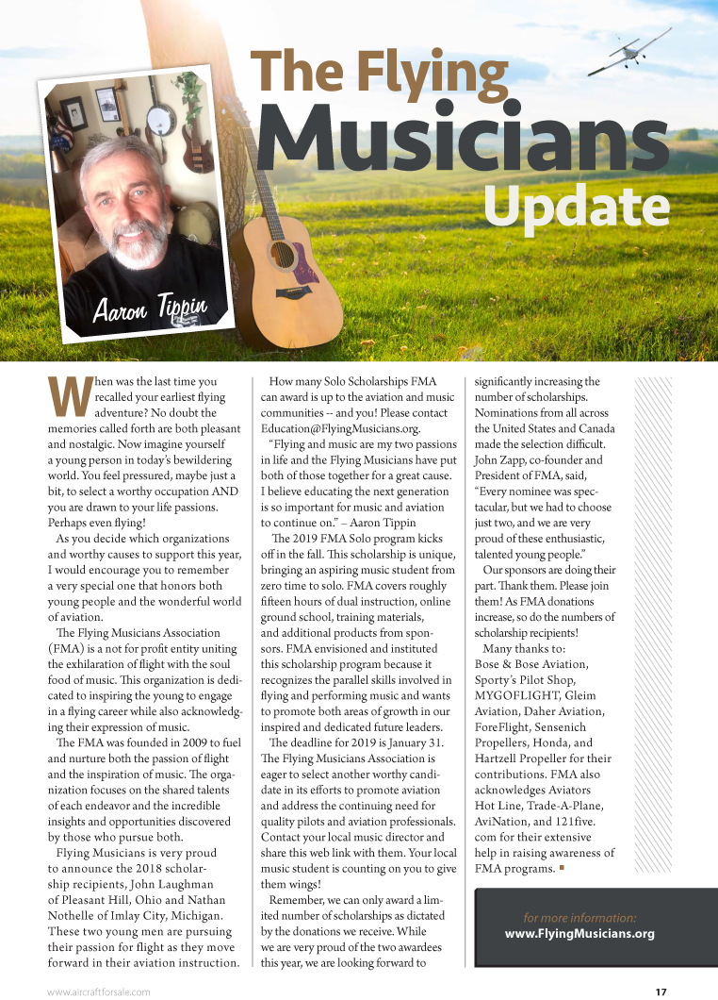 The Flying
Musicians
Update
Aaron Tippin
When was the last time you
recalled your earliest flying
adventure? No doubt the
memories called forth are both pleasant
and nostalgic. Now imagine yourself
a young person in today’s bewildering
world. You feel pressured, maybe just a
bit, to select a worthy occupation AND
you are drawn to your life passions.
Perhaps even flying!
As you decide which organizations
and worthy causes to support this year,
I would encourage you to remember
a very special one that honors both
young people and the wonderful world
of aviation.
The Flying Musicians Association
(FMA) is a not for profit entity uniting
the exhilaration of flight with the soul
food of music. This organization is dedi-
cated to inspiring the young to engage
in a flying career while also acknowledg-
ing their expression of music.
The FMA was founded in 2009 to fuel
and nurture both the passion of flight
and the inspiration of music. The orga-
nization focuses on the shared talents
of each endeavor and the incredible
insights and opportunities discovered
by those who pursue both.
Flying Musicians is very proud
to announce the 2018 scholar-
ship recipients, John Laughman
of Pleasant Hill, Ohio and Nathan
Nothelle of Imlay City, Michigan.
These two young men are pursuing
their passion for flight as they move
forward in their aviation instruction.
How many Solo Scholarships FMA
can award is up to the aviation and music
communities -- and you! Please contact
Education@FlyingMusicians.org.
“Flying and music are my two passions
in life and the Flying Musicians have put
both of those together for a great cause.
I believe educating the next generation
is so important for music and aviation
to continue on.” – Aaron Tippin
The 2019 FMA Solo program kicks
off in the fall. This scholarship is unique,
bringing an aspiring music student from
zero time to solo. FMA covers roughly
fifteen hours of dual instruction, online
ground school, training materials,
and additional products from spon-
sors. FMA envisioned and instituted
this scholarship program because it
recognizes the parallel skills involved in
flying and performing music and wants
to promote both areas of growth in our
inspired and dedicated future leaders.
The deadline for 2019 is January 31.
The Flying Musicians Association is
eager to select another worthy candi-
date in its efforts to promote aviation
and address the continuing need for
quality pilots and aviation professionals.
Contact your local music director and
share this web link with them. Your local
music student is counting on you to give
them wings!
Remember, we can only award a lim-
ited number of scholarships as dictated
by the donations we receive. While
we are very proud of the two awardees
this year, we are looking forward to
significantly increasing the
number of scholarships.
Nominations from all across
the United States and Canada
made the selection difficult.
John Zapp, co-founder and
President of FMA, said,
“Every nominee was spec-
tacular, but we had to choose
just two, and we are very
proud of these enthusiastic,
talented young people.”
Our sponsors are doing their
part. Thank them. Please join
them! As FMA donations
increase, so do the numbers of
scholarship recipients!
Many thanks to:
Bose & Bose Aviation,
Sporty’s Pilot Shop,
MYGOFLIGHT, Gleim
Aviation, Daher Aviation,
ForeFlight, Sensenich
Propellers, Honda, and
Hartzell Propeller for their
contributions. FMA also
acknowledges Aviators
Hot Line, Trade-A-Plane,
AviNation, and 121five.
com for their extensive
help in raising awareness of
FMA programs.
for more information:
www.FlyingMusicians.org
www.aircraftforsale.com
17